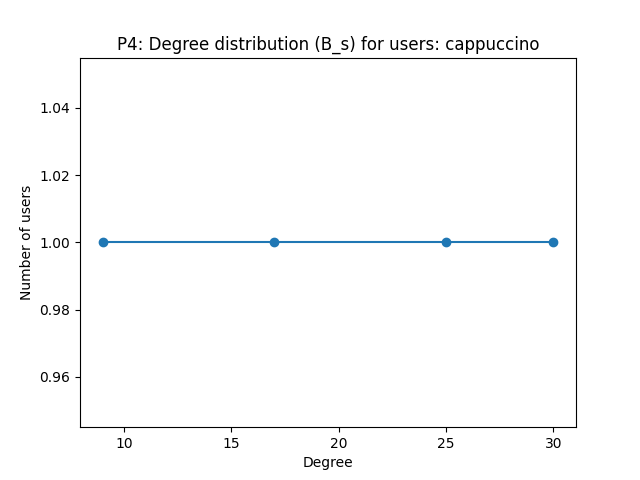 P4: Degree distribution (B_s) for users: cappuccino
1.04
1.02
1.00
0.98
0.96
Number of users
10 15 20 25 30
Degree